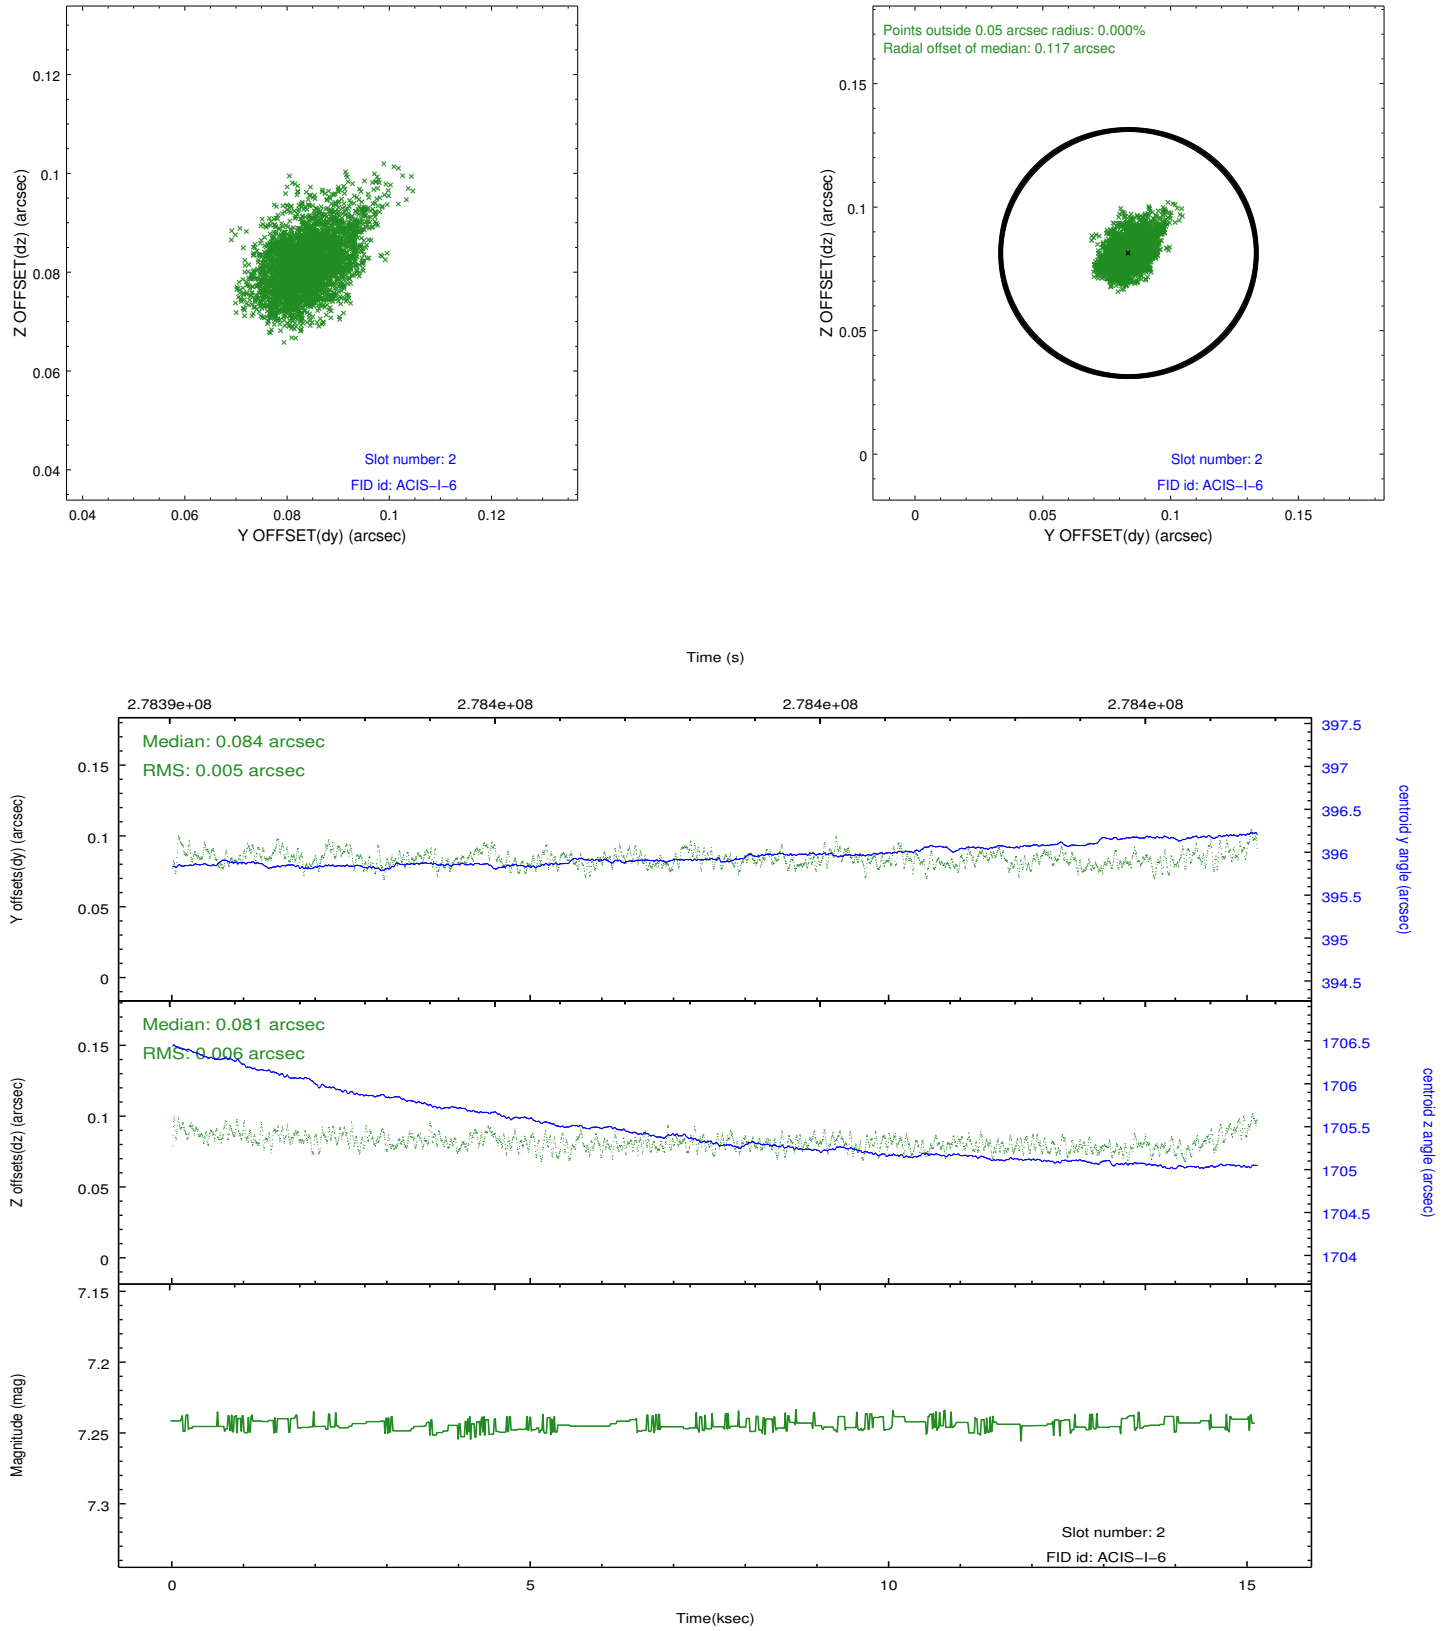 0.12
0.1
0.08
0.06
0.04
Z OFFSET(dz) (arcsec)
Slot number: 2
FID id: ACIS−I−6
0.04 0.06 0.08 0.1 0.12
Y OFFSET(dy) (arcsec)
Points outside 0.05 arcsec radius: 0.000%
Radial offset of median: 0.117 arcsec
0.15
0.1
0.05
0
Z OFFSET(dz) (arcsec)
Slot number: 2
FID id: ACIS−I−6
0 0.05 0.1 0.15
Y OFFSET(dy) (arcsec)
Time (s)
2.7839e+08 2.784e+08 2.784e+08 2.784e+08
Median: 0.084 arcsec
RMS: 0.005 arcsec
0.15
0.1
0.05
0
Y offsets(dy) (arcsec)
397.5
397
396.5
396
395.5
395
394.5
centroid y angle (arcsec)
Median: 0.081 arcsec
RMS: 0.006 arcsec
0.15
0.1
0.05
0
Z offsets(dz) (arcsec)
1706.5
1706
1705.5
1705
1704.5
1704
centroid z angle (arcsec)
7.15
7.2
7.25
7.3
Magnitude (mag)
Slot number: 2
FID id: ACIS−I−6
0 5 10 15
Time(ksec)